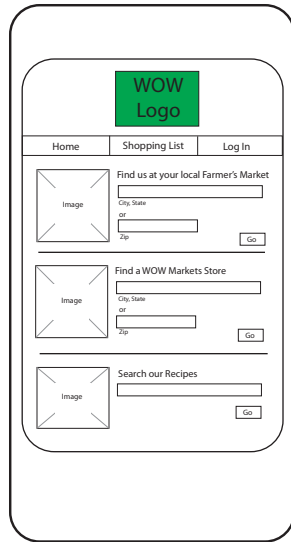 WOW
Logo
Home Shopping List Log In
Find us at your local Farmer's Market
Image
City, State
or
Zip
Go
Find a WOW Markets Store
Image
City, State
or
Zip
Go
Search our Recipes
Image
Go